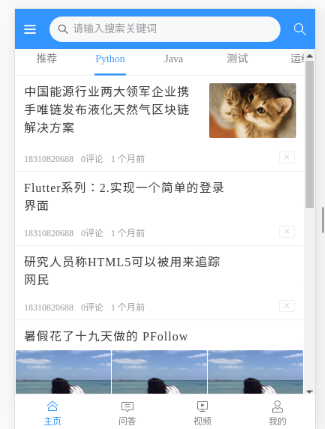 请输入搜索关键词
推荐 Python Java 测试 运维
中国能源行业两大领军企业携
手唯链发布液化天然气区块链
解决方案
18310820688 0评论 1 个月前
Flutter系列：2.实现一个简单的登录
界面
18310820688 0评论 1 个月前
研究人员称HTML5可以被用来追踪
网民
18310820688 0评论 1 个月前
暑假花了十九天做的 PFollow
主页 问答 视频 我的